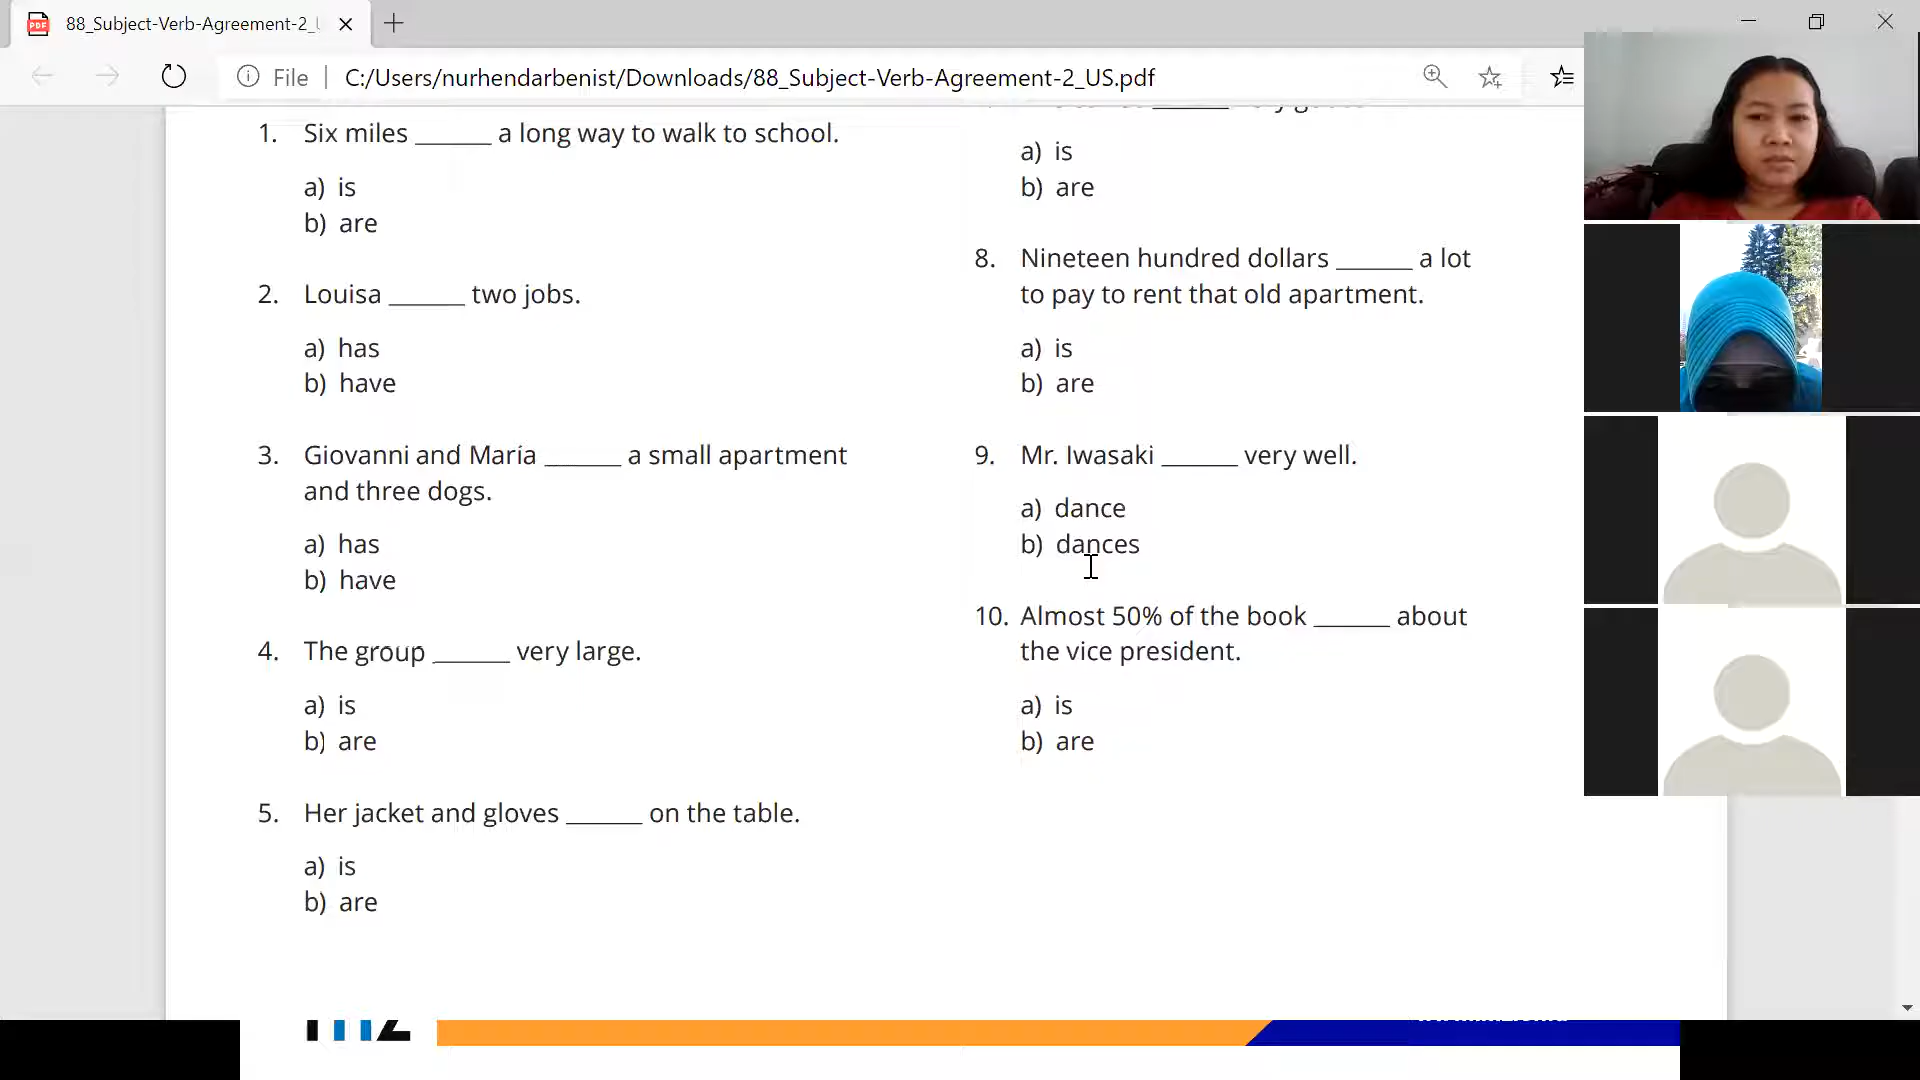 88_Subject-Verb-Agreement-2_U
File
C:/Users/nurhendarbenist/Downloads/88_Subject-Verb-Agreement-2_US.pdf
1. Six miles ______ a long way to walk to school.
a) is
b) are
2. Louisa ______ two jobs.
a) has
b) have
3. Giovanni and Maria ______ a small apartment
and three dogs.
a) has
b) have
4. The group ______ very large.
a) is
b) are
5. Her jacket and gloves ______ on the table.
a) is
b) are
a) is
b) are
8. Nineteen hundred dollars ______ a lot
to pay to rent that old apartment.
a) is
b) are
9. Mr. Iwasaki ______ very well.
a) dance
b) dances
10. Almost 50% of the book ______ about
the vice president.
a) is
b) are